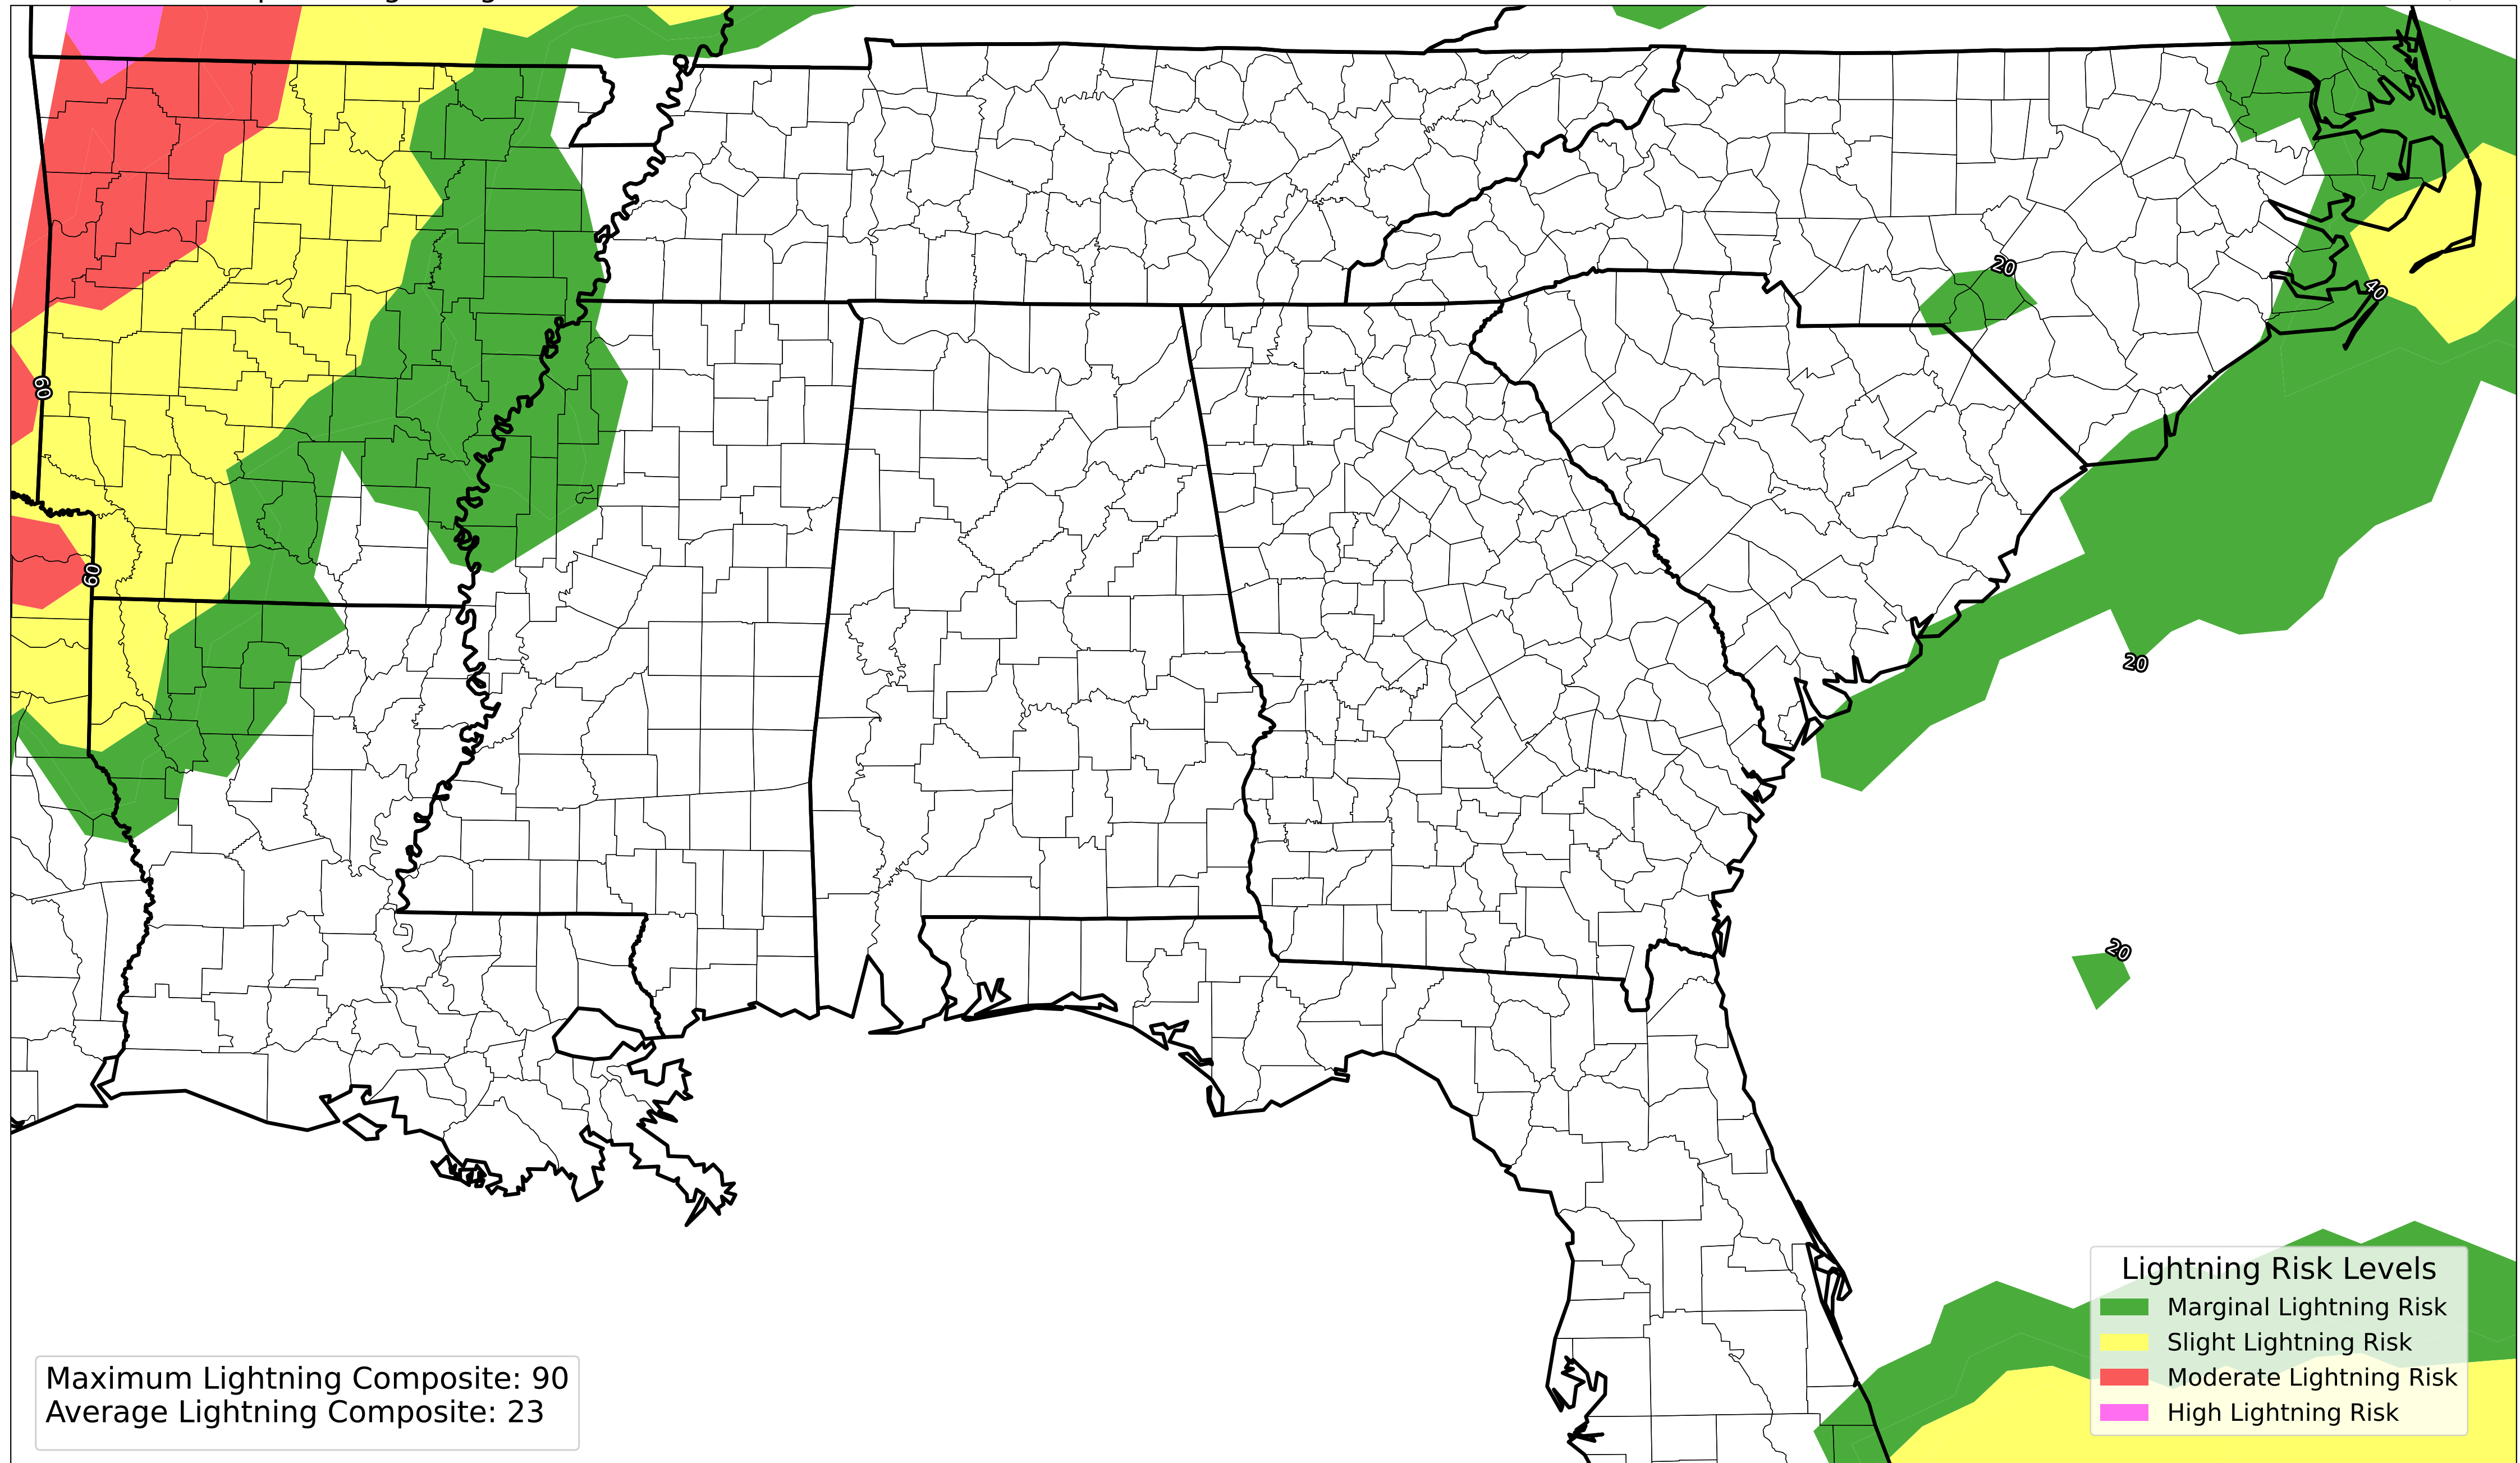 20
40
60
60
20
20
Lightning Risk Levels
Marginal Lightning Risk
Slight Lightning Risk
Moderate Lightning Risk
High Lightning Risk
Maximum Lightning Composite: 90
Average Lightning Composite: 23